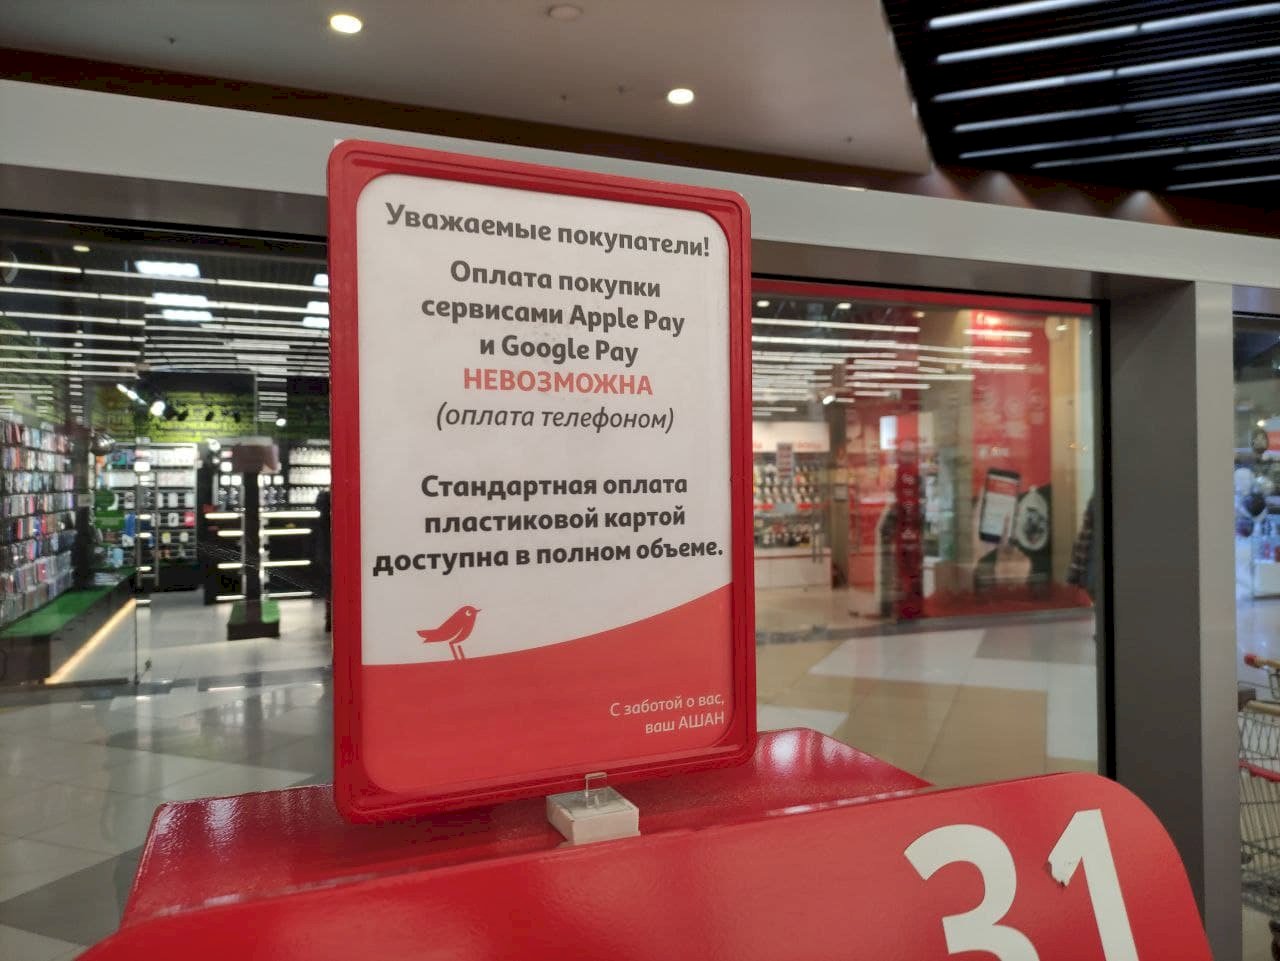 Уважаемые покупатели!
Оплата покупки
сервисами Apple Pay
и Google Pay
НЕВОЗМОЖНА
(оплата телефоном)
Стандартная оплата
пластиковой картой
доступна в полном объеме.
С заботой о вас,
ваш АШАН
31